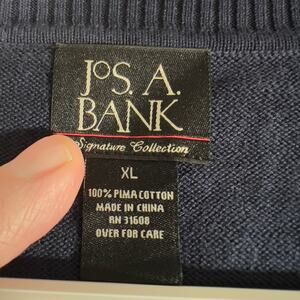 JOS. A.
BANK
Signature Collection
XL
100% PIMA COTTON
MADE IN CHINA
RN 31608
OVER FOR CARE